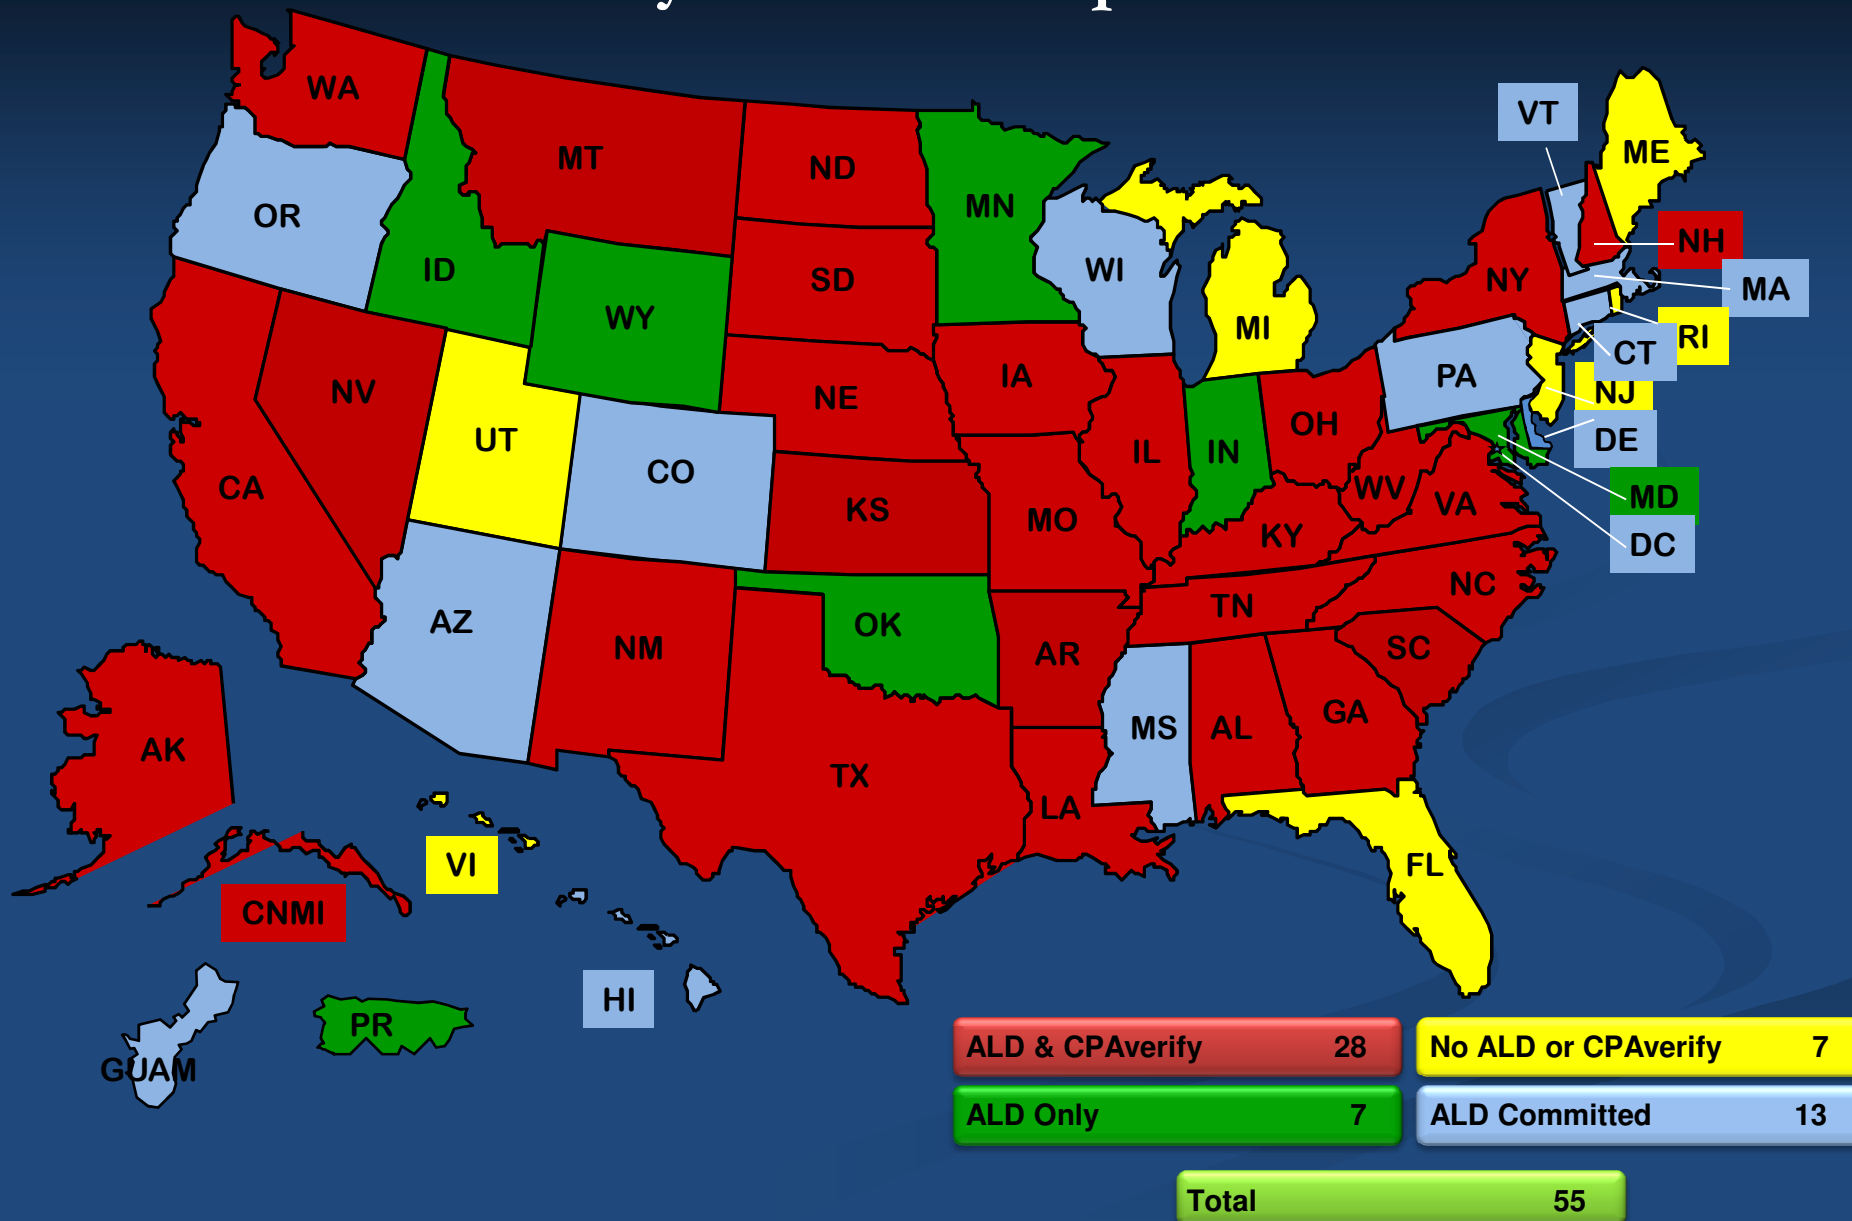 WA
MT
ND
MN
VT
ME
OR
ID
WY
SD
WI
MI
NY
NH
MA
RI
CT
NV
UT
CO
NE
IA
IL
IN
OH
PA
NJ
DE
MD
DC
CA
KS
MO
KY
WV
VA
AZ
NM
OK
AR
TN
NC
SC
MS
AL
GA
TX
LA
FL
AK
VI
CNMI
HI
GUAM
PR
ALD & CPAverify 28
No ALD or CPAverify 7
ALD Only 7
ALD Committed 13
Total 55